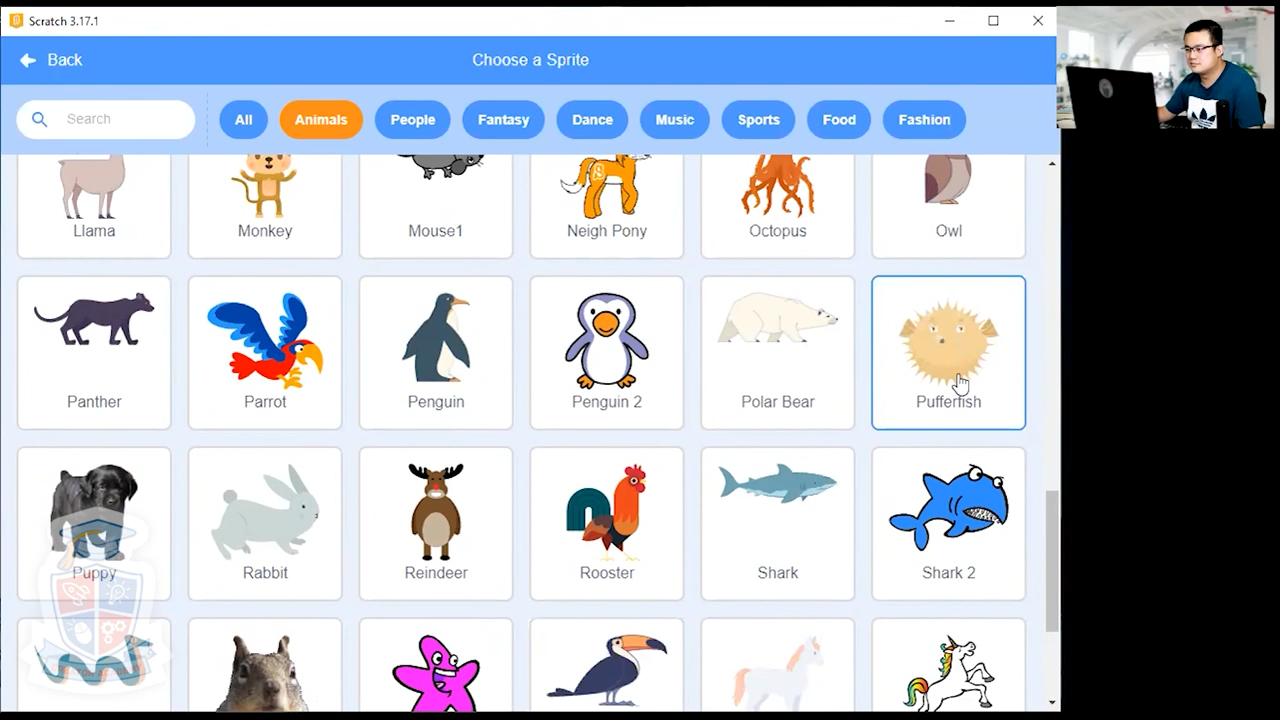 Scratch 3.17.1
Back
Choose a Sprite
Search
All
Animals
People
Fantasy
Dance
Music
Sports
Food
Fashion
Llama
Monkey
Mouse1
Neigh Pony
Octopus
Owl
Panther
Parrot
Penguin
Penguin 2
Polar Bear
Pufferfish
Puppy
Rabbit
Reindeer
Rooster
Shark
Shark 2